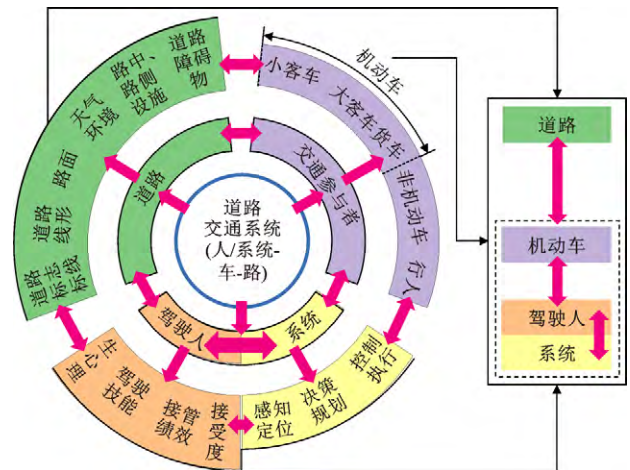 道路
交通系统
(人/系统-
车-路)
道路
交通参与者
驾驶人
系统
道路
标志
标线
道路
线形
路面
天气
环境
路中、
路侧
设施
道路
障碍
物
小客车
大客车
货车
机动车
非机动车
行人
生心
理
驾驶
技能
接管
绩效
接受
度
感知
定位
决策
规划
控制
执行
道路
机动车
驾驶人
系统